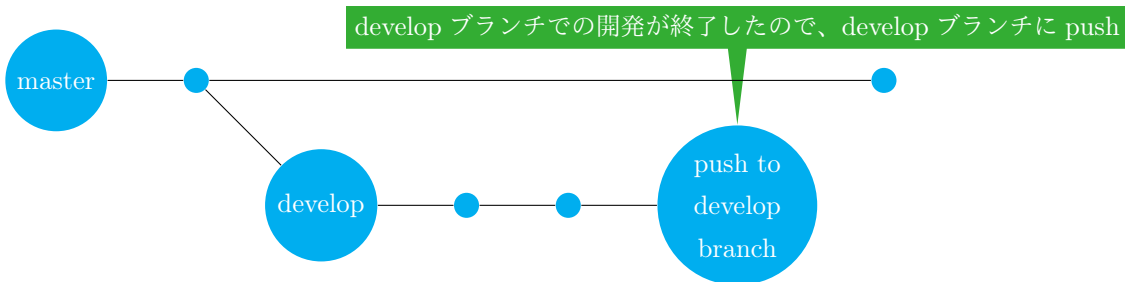 develop ブランチでの開発が終了したので、develop ブランチに push
master
develop
push to
develop
branch